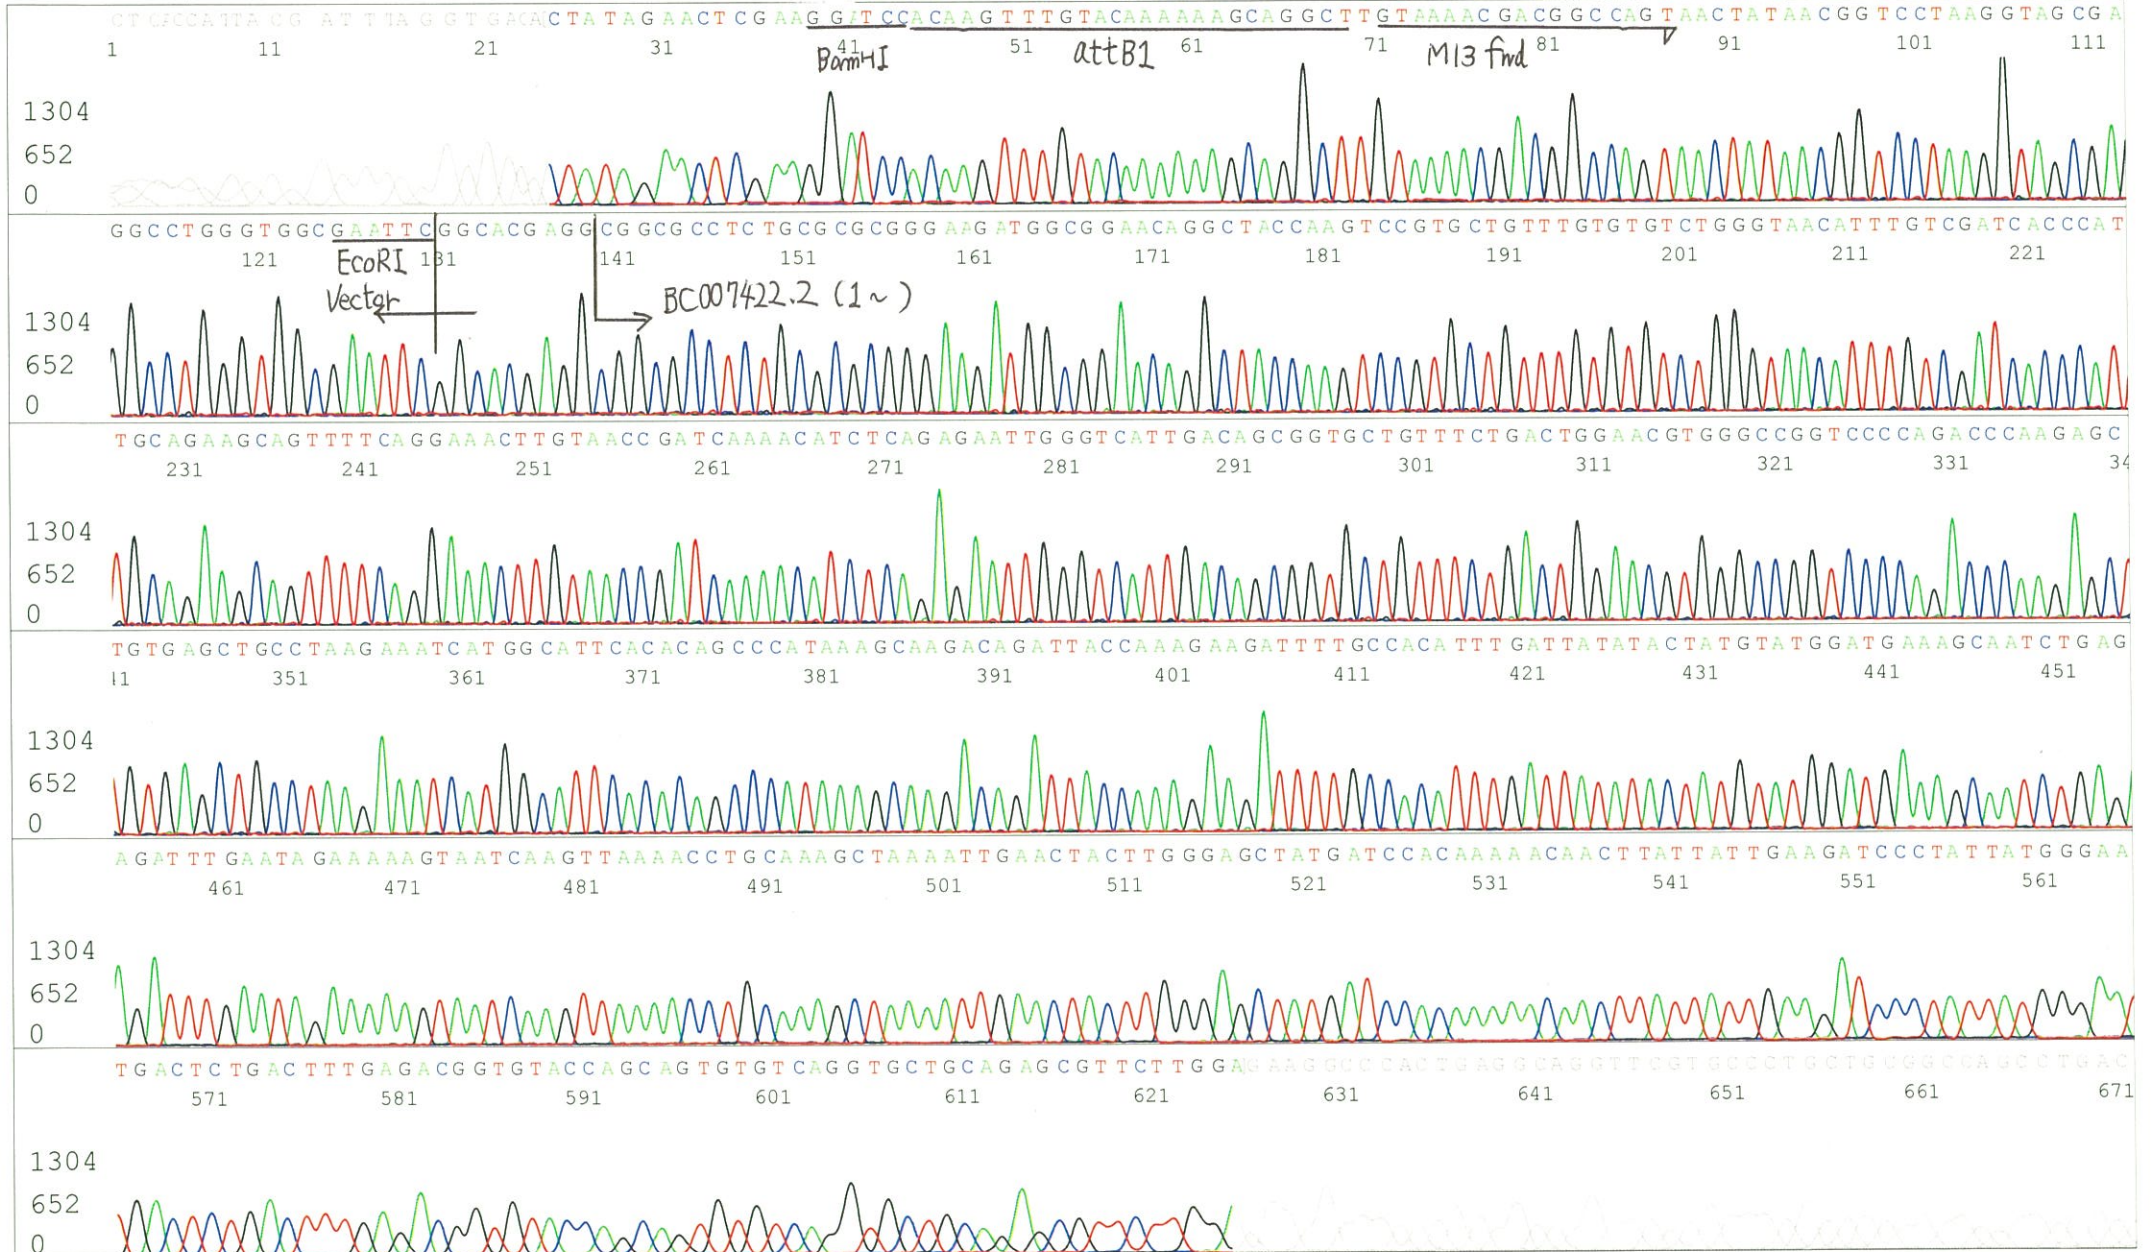 CTATAGAACTCGAAGGATCCACAAGTTTGTACAAAAAAGCAGGCTTGTAAAACGACGGCCAGTAACTATAACGGTCCTAAGGTAGCGA
1 11 21 31 41 51 61 71 81 91 101 111
BamHI attB1 M13 fwd
1304
652
0
GGCCTGGGTGGCGAATTCGGCACGAGGCGGCGCCTCTGCGCGCGGGAAGATGGCGGAACAGGCTACCAAGTCCGTGCTGTTTGTGTGTCTGGGTAACATTTGTCGATCACCCAT
121 EcoRI 131 141 151 161 171 181 191 201 211 221
Vector BC007422.2 (1~)
1304
652
0
TGCAGAAGCAGTTTTCAGGAAACTTGTAACCGATCAAAACATCTCAGAGAATTGGGTCATTGACAGCGGTGCTGTTTCTGACTGGAACGTGGGCCGGTCCCCAGACCCAAGAGC
231 241 251 261 271 281 291 301 311 321 331 34
1304
652
0
TGTGAGCTGCCTAAGAAATCATGGCATTCACACAGCCCATAAAGCAAGACAGATTACCAAAGAAGATTTTGCCACATTTGATTATATACTATGTATGGATGAAAGCAATCTGAG
351 361 371 381 391 401 411 421 431 441 451
1304
652
0
AGATTTGAATAGAAAAAGTAATCAAGTTAAAACCTGCAAAGCTAAAATTGAACTACTTGGGAGCTATGATCCACAAAAACAACTTATTATTGAAGATCCCTATTATGGGAA
461 471 481 491 501 511 521 531 541 551 561
1304
652
0
TGACTCTGACTTTGAGACGGTGTACCAGCAGTGTGTCAGGTGCTGCAGAGCGTTCTTGGAGAAGGCCCACTGAGGCAGGTTCGTGCCCTGCTGCGGCCAGCCTGAC
571 581 591 601 611 621 631 641 651 661 671
1304
652
0